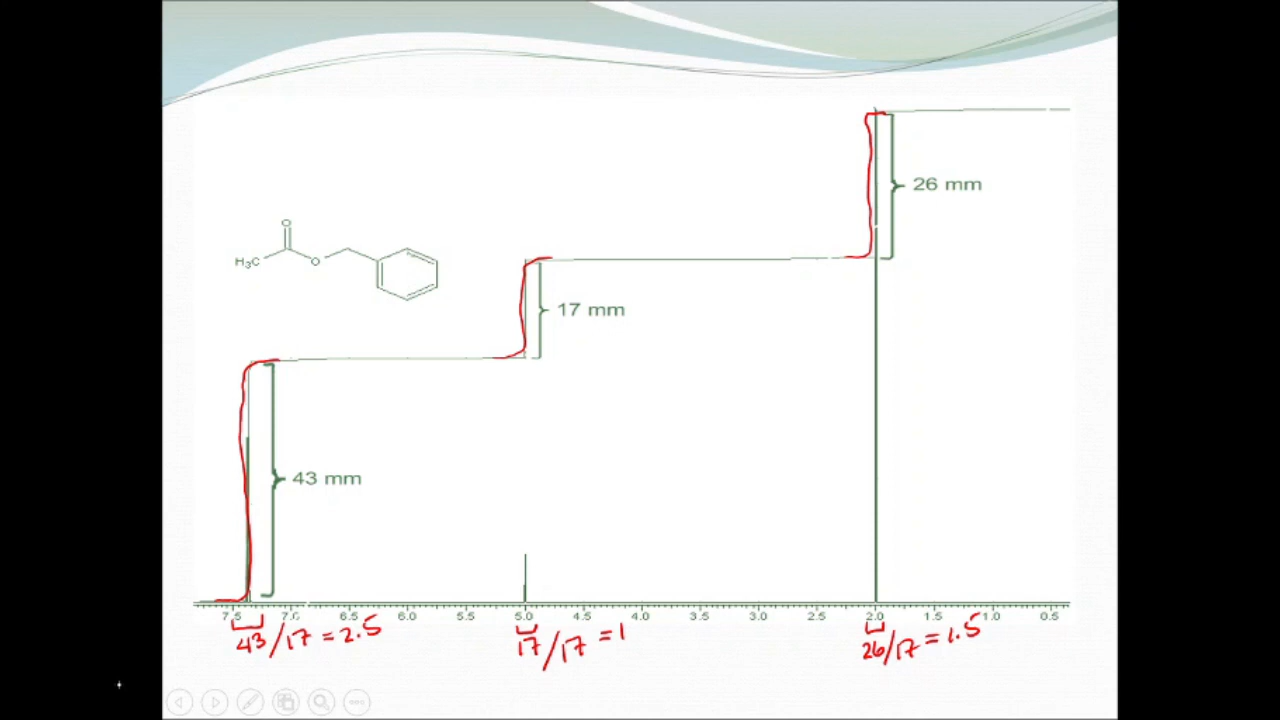 26 mm
O
H₃C
O
17 mm
43 mm
7.5 7.0 6.5 6.0 5.5 5.0 4.5 4.0 3.5 3.0 2.5 2.0 1.5 1.0 0.5
43/17 = 2.5 17/17 = 1 26/17 = 1.5